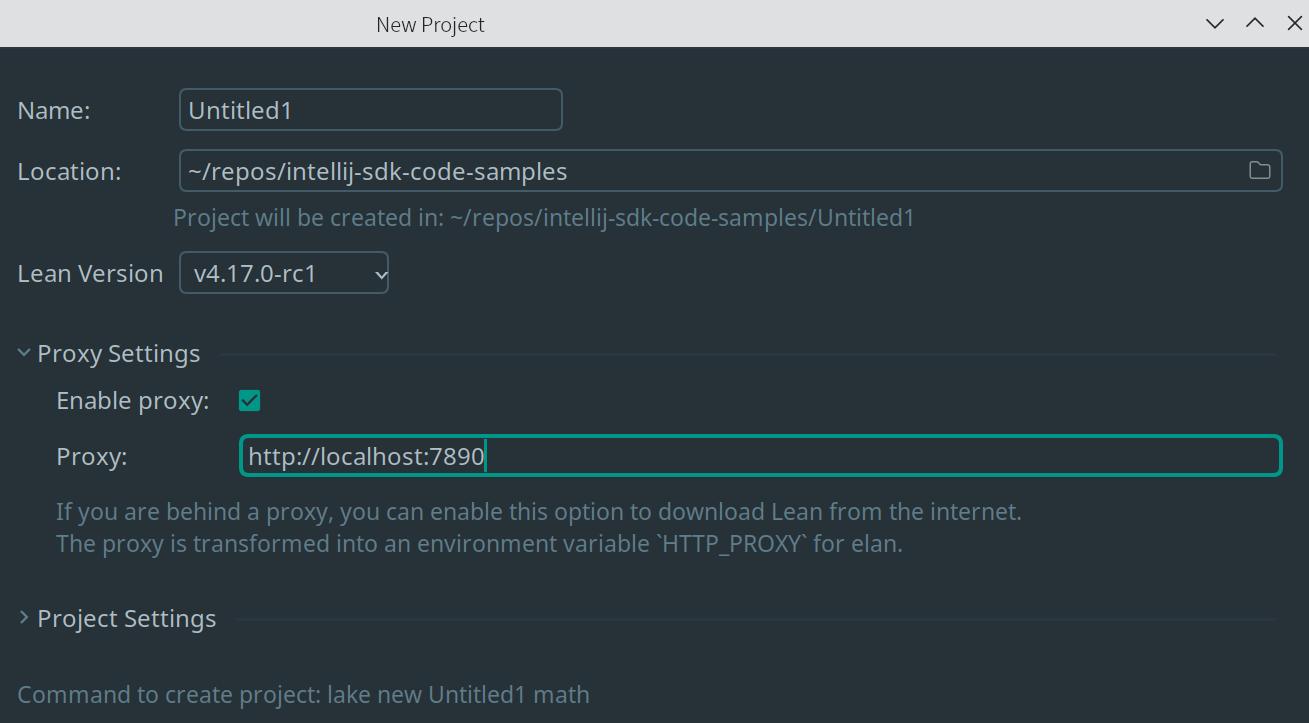 New Project
Name: Untitled1
Location: ~/repos/intellij-sdk-code-samples
Project will be created in: ~/repos/intellij-sdk-code-samples/Untitled1
Lean Version v4.17.0-rc1
Proxy Settings
Enable proxy:
Proxy: http://localhost:7890
If you are behind a proxy, you can enable this option to download Lean from the internet.
The proxy is transformed into an environment variable `HTTP_PROXY` for elan.
Project Settings
Command to create project: lake new Untitled1 math